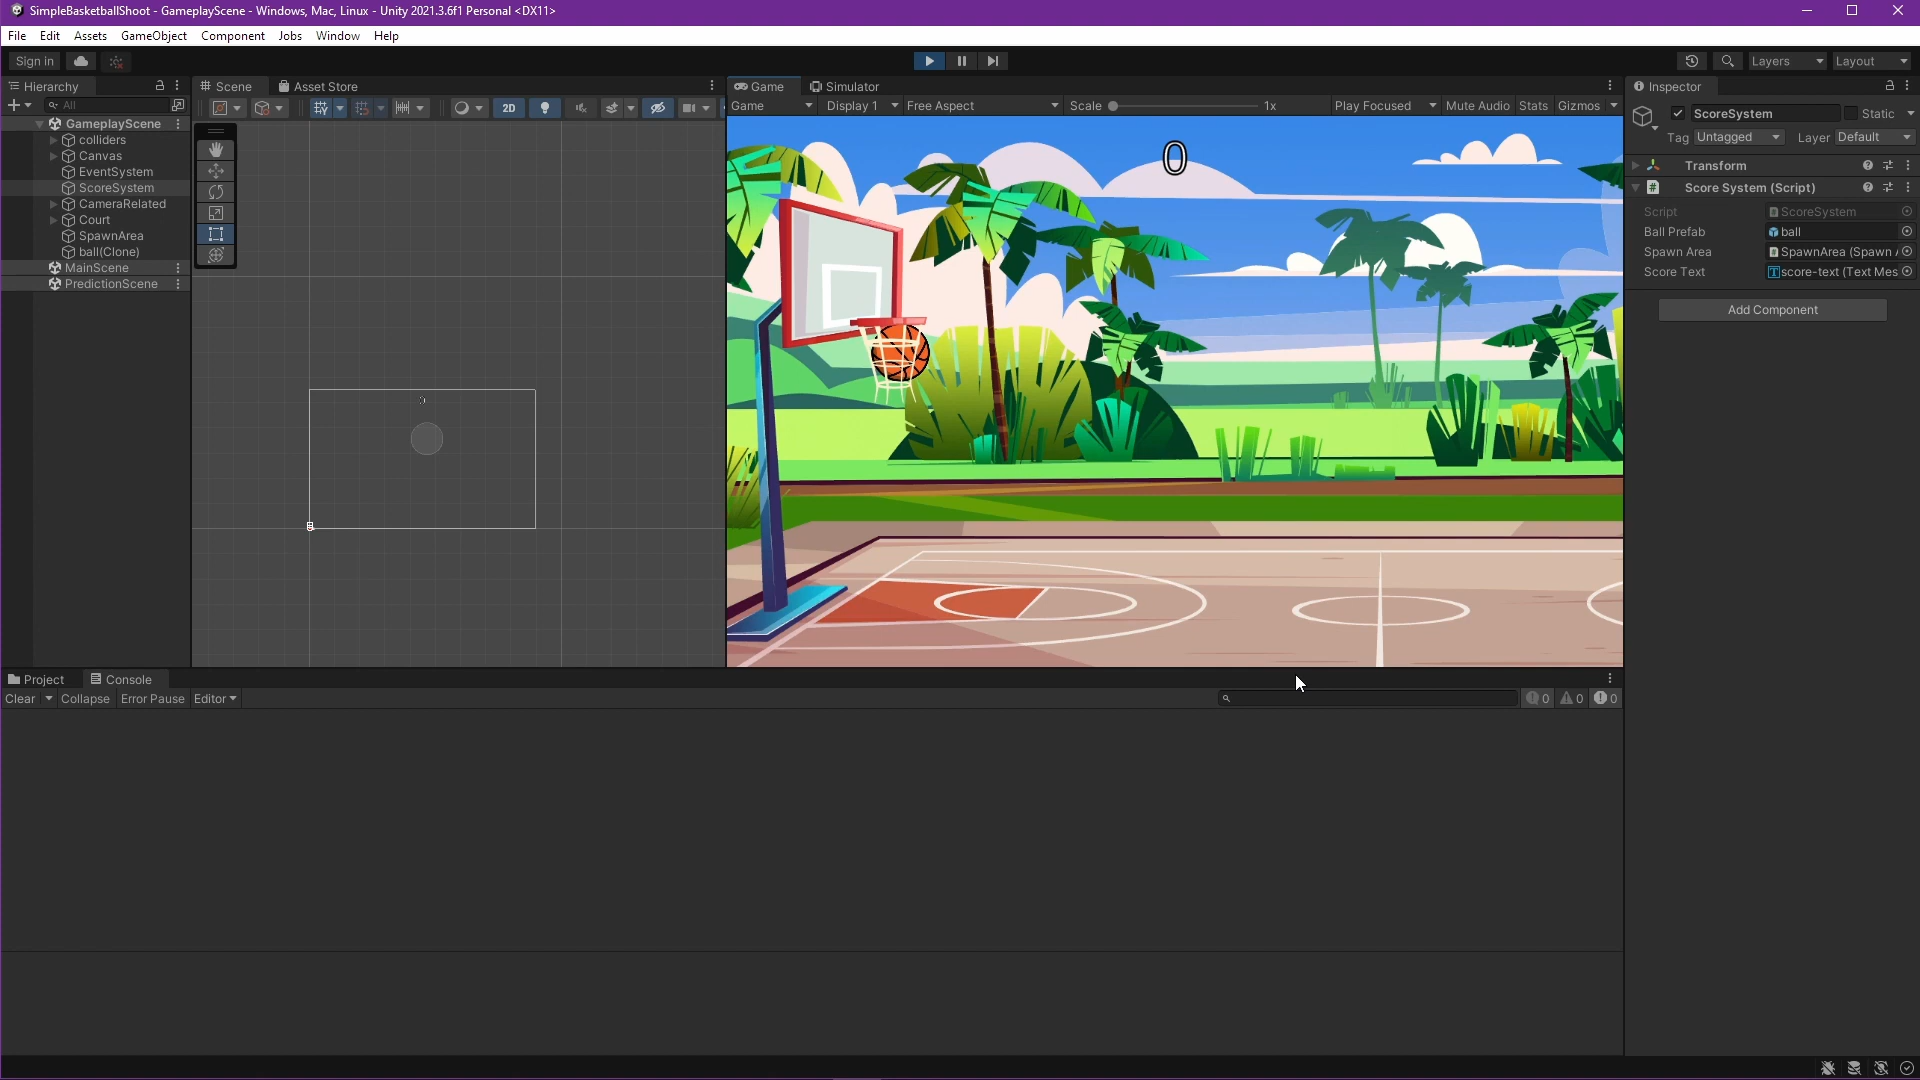 SimpleBasketballShoot - GameplayScene - Windows, Mac, Linux - Unity 2021.3.6f1 Personal <DX11>
File Edit Assets GameObject Component Jobs Window Help
Sign in Layers Layout
Hierarchy
All
GameplayScene
colliders
Canvas
EventSystem
ScoreSystem
CameraRelated
Court
SpawnArea
ball(Clone)
MainScene
PredictionScene
Scene Asset Store
2D
Game Simulator
Game Display 1 Free Aspect Scale 1x Play Focused Mute Audio Stats Gizmos
0
Inspector
ScoreSystem Static
Tag Untagged Layer Default
Transform
# Score System (Script)
Script ScoreSystem
Ball Prefab ball
Spawn Area SpawnArea (Spawn A
Score Text score-text (Text Mes
Add Component
Project Console
Clear Collapse Error Pause Editor 0 0 0